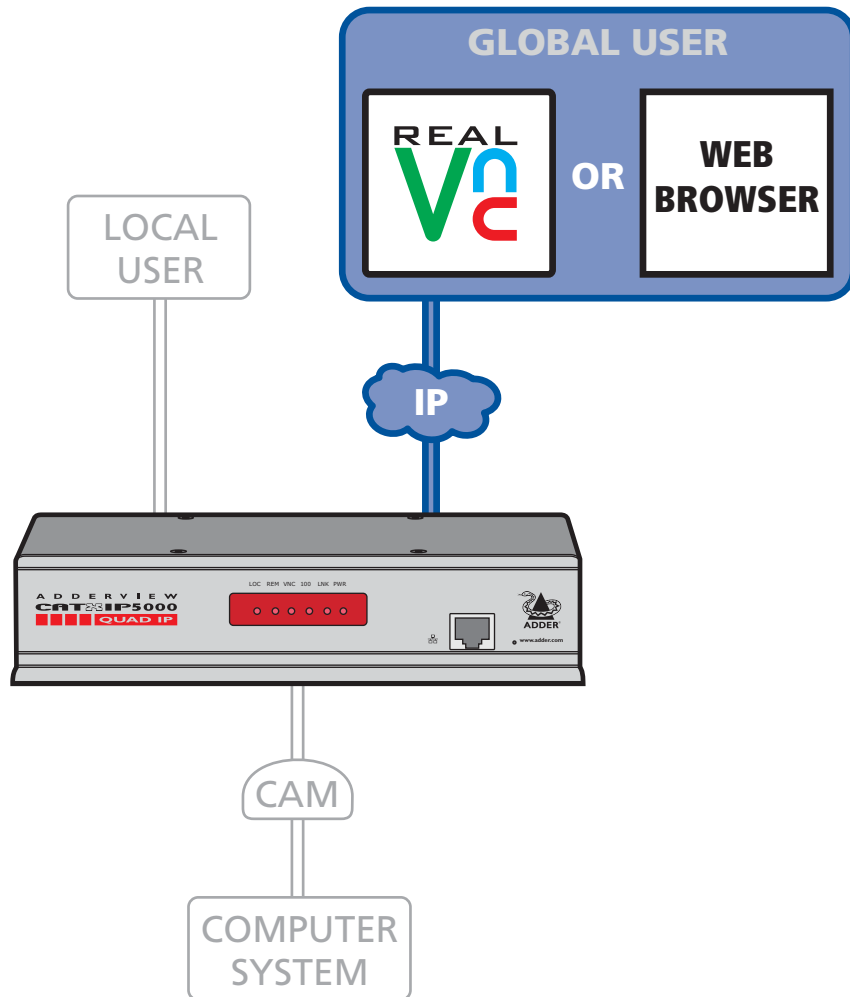 GLOBAL USER
REAL
Vnc
OR
WEB
BROWSER
LOCAL
USER
IP
LOC REM VNC 100 LNK PWR
ADDERVIEW
CATXIP5000
QUAD IP
ADDER®
www.adder.com
CAM
COMPUTER
SYSTEM